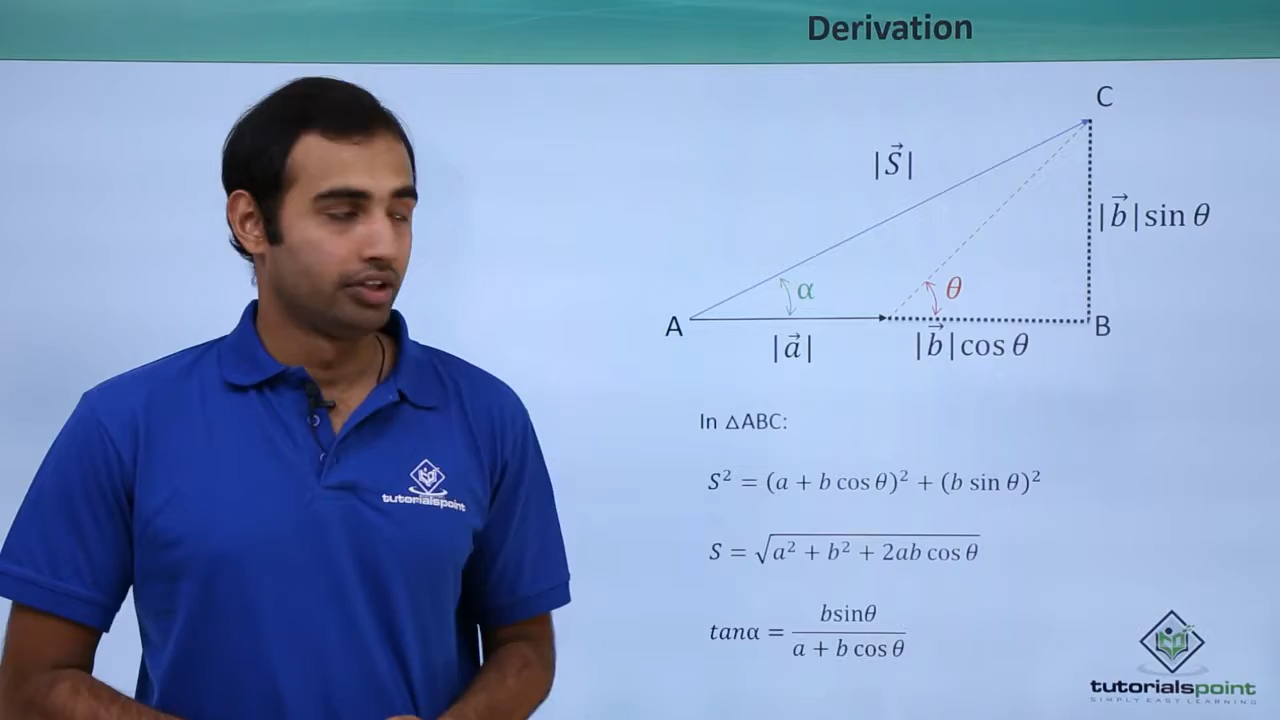 Derivation
C
|S⃗|
|b⃗|sin θ
α
θ
A
B
|a⃗|
|b⃗|cos θ
In △ABC:
S² = (a + b cos θ)² + (b sin θ)²
S = √(a² + b² + 2ab cos θ)
tanα = bsinθ / (a + b cos θ)
tutorialspoint
tutorialspoint
SIMPLY EASY LEARNING